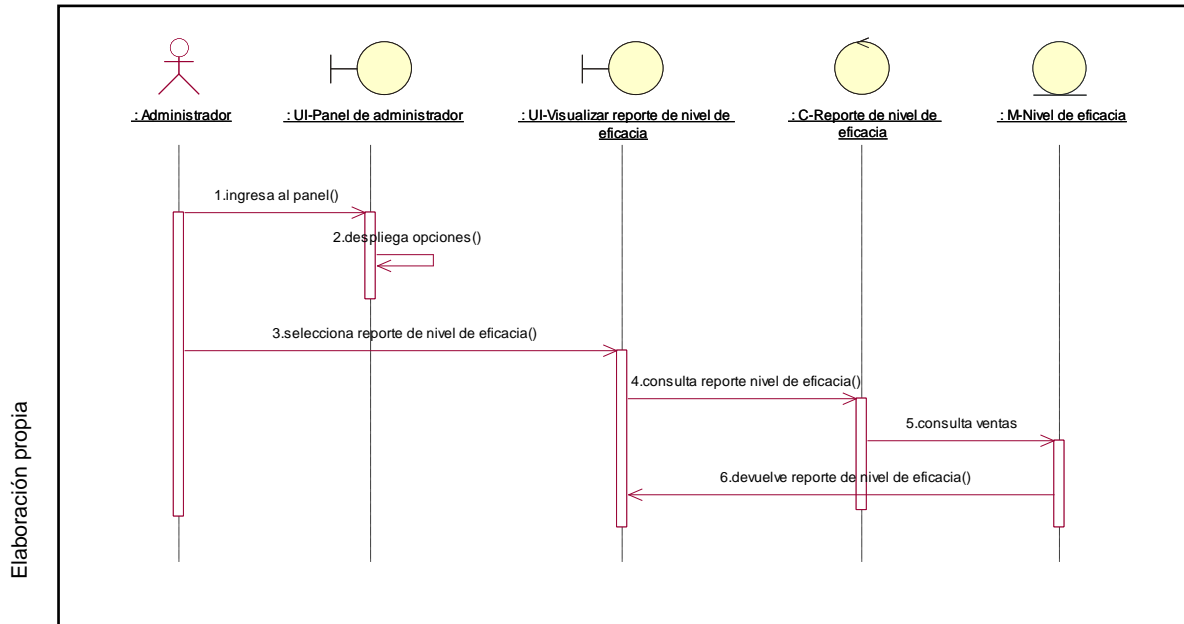 : Administrador
: UI-Panel de administrador
: UI-Visualizar reporte de nivel de
eficacia
: C-Reporte de nivel de
eficacia
: M-Nivel de eficacia
1.ingresa al panel()
2.despliega opciones()
3.selecciona reporte de nivel de eficacia()
4.consulta reporte nivel de eficacia()
5.consulta ventas
6.devuelve reporte de nivel de eficacia()
Elaboración propia